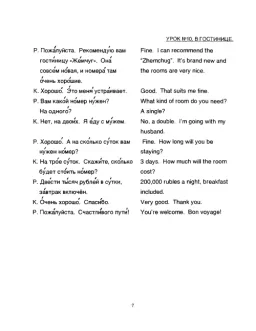 УРОК №10, В ГОСТИНИЦЕ.
Р. Пожа́луйста. Рекоменду́ю вам Fine. I can recommend the
гости́ницу «Же́мчуг». Она́ "Zhemchug". It's brand new and
совсе́м но́вая, и номера́ там the rooms are very nice.
о́чень хоро́шие.
К. Хорошо́. Э́то меня́ устра́ивает. Good. That suits me fine.
Р. Вам како́й но́мер ну́жен? What kind of room do you need?
На одного́? A single?
К. Нет, на двои́х. Я е́ду с му́жем. No, a double. I'm going with my
husband.
Р. Хорошо́. А на ско́лько су́ток вам Fine. How long will you be
ну́жен но́мер? staying?
К. На тро́е су́ток. Скажи́те, ско́лько 3 days. How much will the room
бу́дет сто́ить но́мер? cost?
Р. Две́сти ты́сяч рубле́й в су́тки, 200,000 rubles a night, breakfast
за́втрак включён. included.
К. О́чень хорошо́. Спаси́бо. Very good. Thank you.
Р. Пожа́луйста. Счастли́вого пути́! You're welcome. Bon voyage!
7